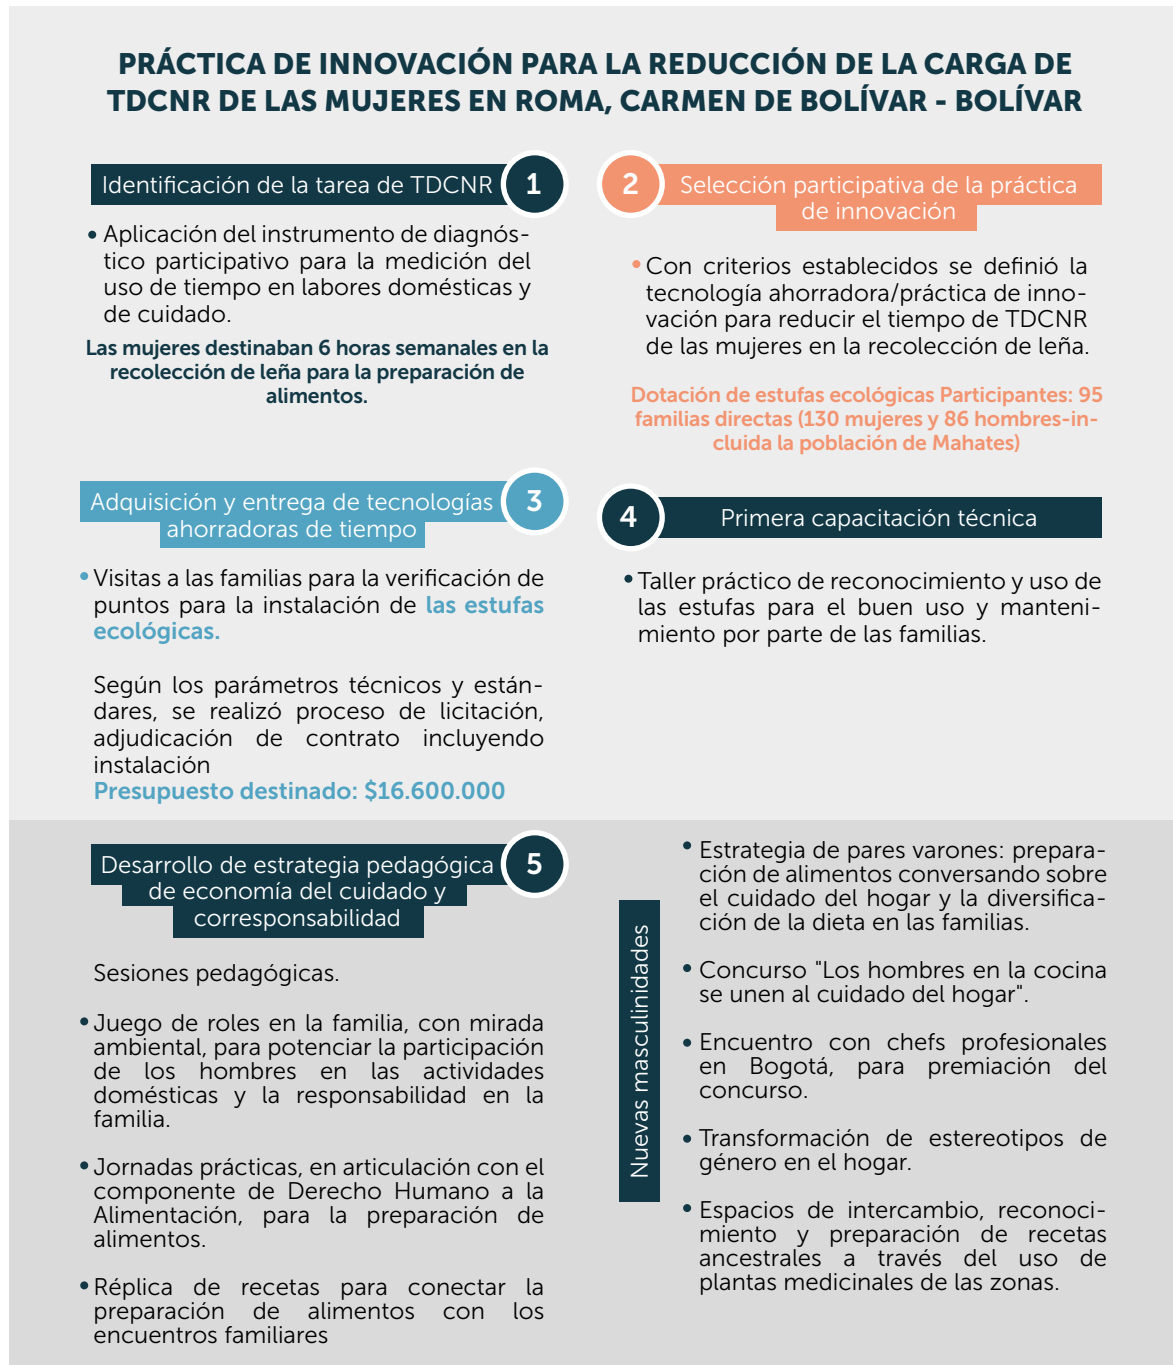 PRÁCTICA DE INNOVACIÓN PARA LA REDUCCIÓN DE LA CARGA DE
TDCNR DE LAS MUJERES EN ROMA, CARMEN DE BOLÍVAR - BOLÍVAR
Identificación de la tarea de TDCNR
1
• Aplicación del instrumento de diagnós-
tico participativo para la medición del
uso de tiempo en labores domésticas y
de cuidado.
Las mujeres destinaban 6 horas semanales en la
recolección de leña para la preparación de
alimentos.
2
Selección participativa de la práctica
de innovación
• Con criterios establecidos se definió la
tecnología ahorradora/práctica de inno-
vación para reducir el tiempo de TDCNR
de las mujeres en la recolección de leña.
Dotación de estufas ecológicas Participantes: 95
familias directas (130 mujeres y 86 hombres-in-
cluida la población de Mahates)
Adquisición y entrega de tecnologías
ahorradoras de tiempo
3
• Visitas a las familias para la verificación de
puntos para la instalación de las estufas
ecológicas.
Según los parámetros técnicos y están-
dares, se realizó proceso de licitación,
adjudicación de contrato incluyendo
instalación
Presupuesto destinado: $16.600.000
4
Primera capacitación técnica
• Taller práctico de reconocimiento y uso de
las estufas para el buen uso y manteni-
miento por parte de las familias.
Desarrollo de estrategia pedagógica
de economía del cuidado y
corresponsabilidad
5
Sesiones pedagógicas.
• Juego de roles en la familia, con mirada
ambiental, para potenciar la participación
de los hombres en las actividades
domésticas y la responsabilidad en la
familia.
• Jornadas prácticas, en articulación con el
componente de Derecho Humano a la
Alimentación, para la preparación de
alimentos.
• Réplica de recetas para conectar la
preparación de alimentos con los
encuentros familiares
Nuevas masculinidades
• Estrategia de pares varones: prepara-
ción de alimentos conversando sobre
el cuidado del hogar y la diversifica-
ción de la dieta en las familias.
• Concurso "Los hombres en la cocina
se unen al cuidado del hogar".
• Encuentro con chefs profesionales
en Bogotá, para premiación del
concurso.
• Transformación de estereotipos de
género en el hogar.
• Espacios de intercambio, reconoci-
miento y preparación de recetas
ancestrales a través del uso de
plantas medicinales de las zonas.